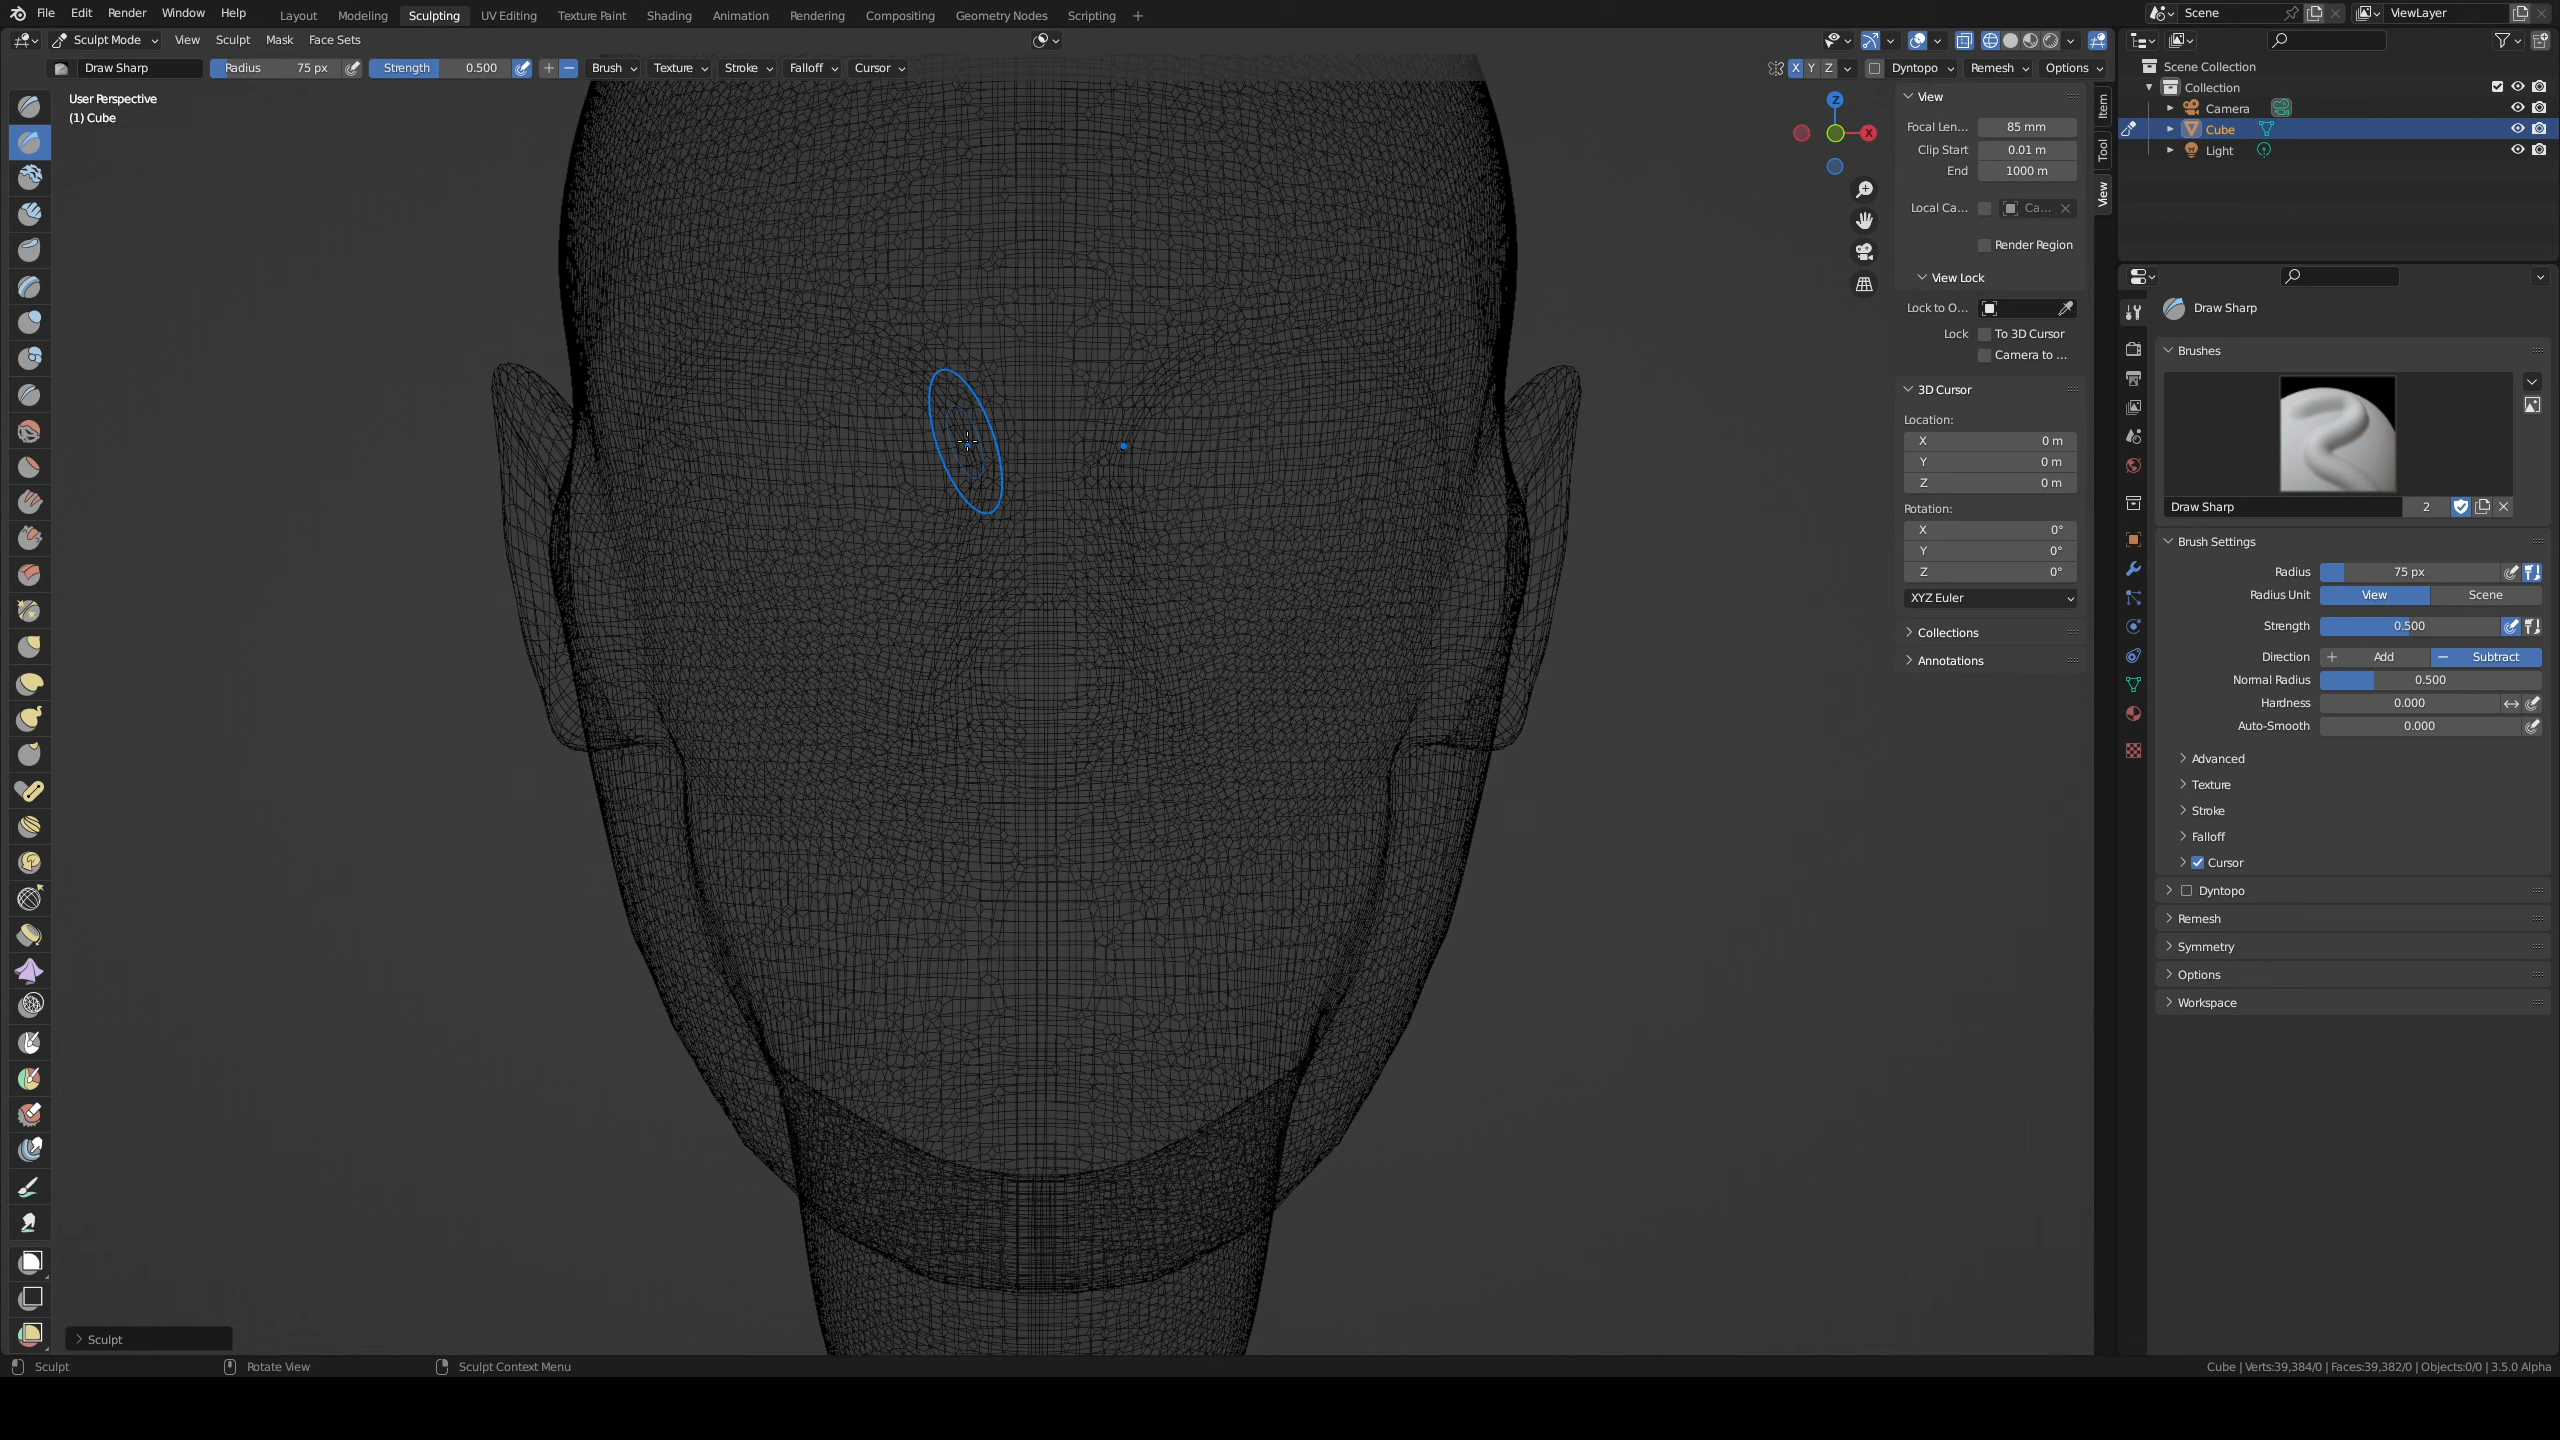 File Edit Render Window Help Layout Modeling Sculpting UV Editing Texture Paint Shading Animation Rendering Compositing Geometry Nodes Scripting + Scene ViewLayer
Sculpt Mode View Sculpt Mask Face Sets
Draw Sharp Radius 75 px Strength 0.500 + − Brush Texture Stroke Falloff Cursor X Y Z Dyntopo Remesh Options
User Perspective
(1) Cube
Z
X
View
Focal Len... 85 mm
Clip Start 0.01 m
End 1000 m
Local Ca... Ca...
Render Region
View Lock
Lock to O...
Lock To 3D Cursor
Camera to ...
3D Cursor
Location:
X 0 m
Y 0 m
Z 0 m
Rotation:
X 0°
Y 0°
Z 0°
XYZ Euler
Collections
Annotations
Item
Tool
View
Scene Collection
Collection
Camera
Cube
Light
Draw Sharp
Brushes
Draw Sharp 2
Brush Settings
Radius 75 px
Radius Unit View Scene
Strength 0.500
Direction + Add − Subtract
Normal Radius 0.500
Hardness 0.000
Auto-Smooth 0.000
Advanced
Texture
Stroke
Falloff
Cursor
Dyntopo
Remesh
Symmetry
Options
Workspace
Sculpt
Sculpt Rotate View Sculpt Context Menu Cube | Verts:39,384/0 | Faces:39,382/0 | Objects:0/0 | 3.5.0 Alpha